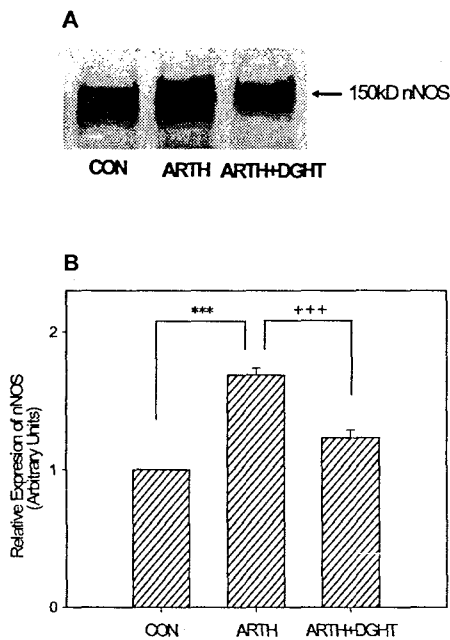 A
150kD nNOS
CON ARTH ARTH+DGHT
B
*** +++
2
1
0
Relative Expresion of nNOS
(Arbitrary Units)
CON ARTH ARTH+DGHT